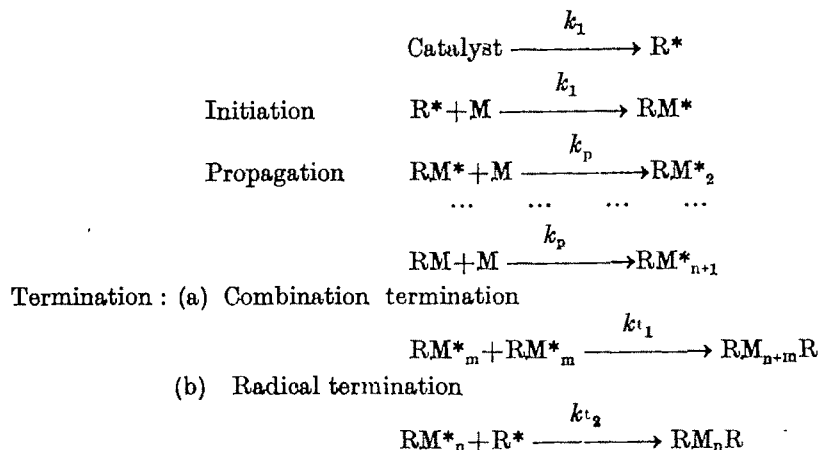 k₁
Catalyst ⟶ R*
k₁
Initiation R*+M ⟶ RM*
kₚ
Propagation RM*+M ⟶ RM*₂
... ... ... ...
kₚ
RM+M ⟶ RM*ₙ₊₁
Termination : (a) Combination termination
kt₁
RM*ₘ+RM*ₘ ⟶ RMₙ₊ₘR
(b) Radical termination
kt₂
RM*ₙ+R* ⟶ RMₙR